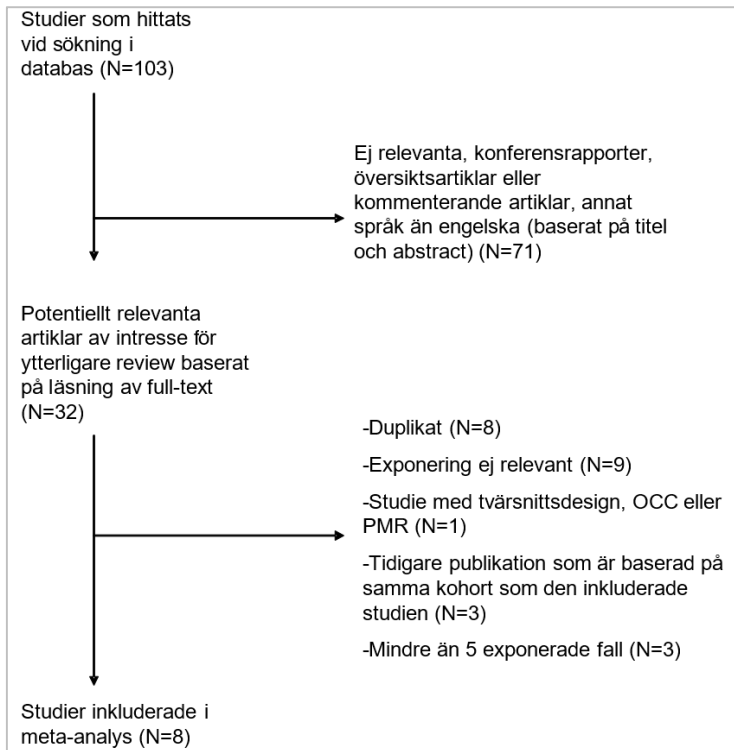 Studier som hittats
vid sökning i
databas (N=103)
Ej relevanta, konferensrapporter,
översiktsartiklar eller
kommenterande artiklar, annat
språk än engelska (baserat på titel
och abstract) (N=71)
Potentiellt relevanta
artiklar av intresse för
ytterligare review baserat
på läsning av full-text
(N=32)
-Duplikat (N=8)
-Exponering ej relevant (N=9)
-Studie med tvärsnittsdesign, OCC eller
PMR (N=1)
-Tidigare publikation som är baserad på
samma kohort som den inkluderade
studien (N=3)
-Mindre än 5 exponerade fall (N=3)
Studier inkluderade i
meta-analys (N=8)